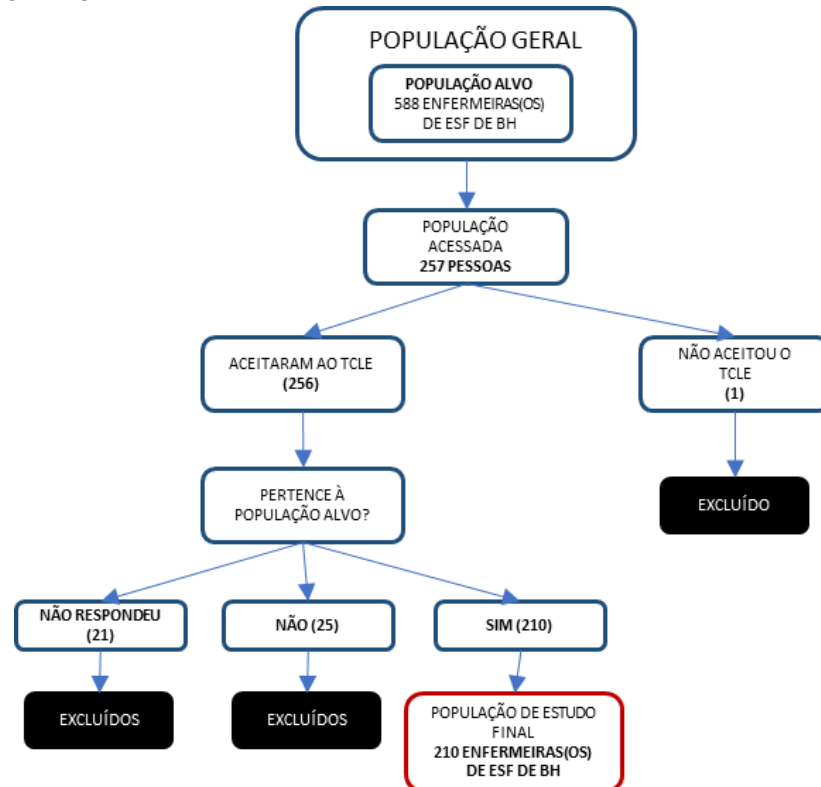 POPULAÇÃO GERAL
POPULAÇÃO ALVO
588 ENFERMEIRAS(OS)
DE ESF DE BH
POPULAÇÃO
ACESSADA
257 PESSOAS
ACEITARAM AO TCLE
(256)
NÃO ACEITOU O
TCLE
(1)
PERTENCE À
POPULAÇÃO ALVO?
EXCLUÍDO
NÃO RESPONDEU
(21)
NÃO (25)
SIM (210)
EXCLUÍDOS
EXCLUÍDOS
POPULAÇÃO DE ESTUDO
FINAL
210 ENFERMEIRAS(OS)
DE ESF DE BH